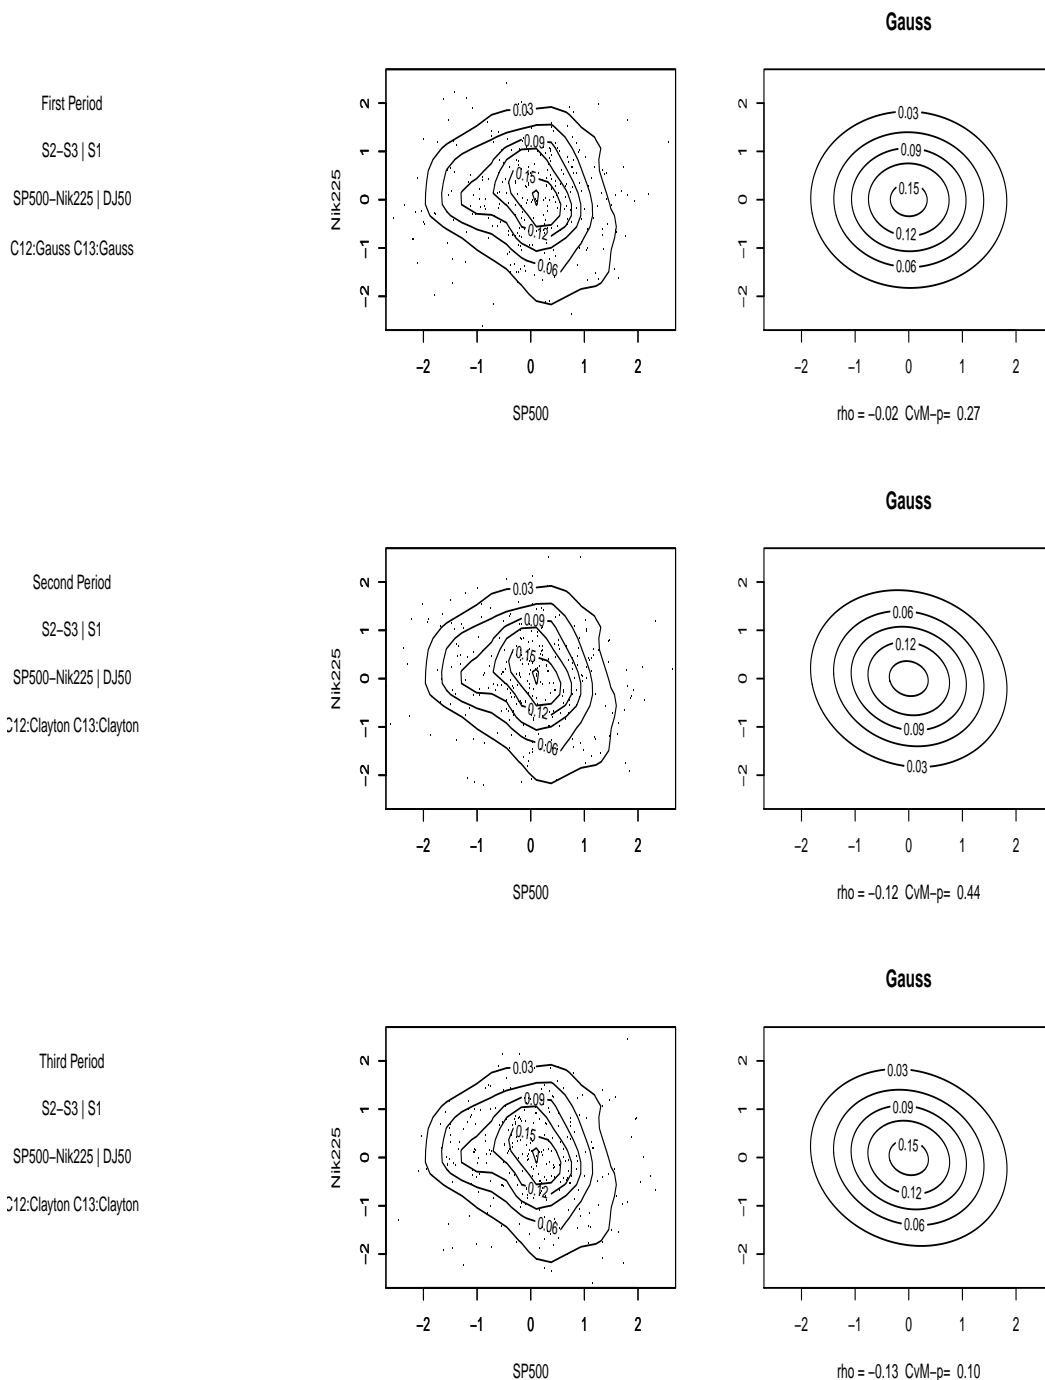 Gauss
First Period
S2−S3 | S1
SP500−Nik225 | DJ50
C12:Gauss C13:Gauss
Nik225
2
1
0
−1
−2
0.03
0.09
0.15
0.12
0.06
−2 −1 0 1 2
SP500
2
1
0
−1
−2
0.03
0.09
0.15
0.12
0.06
−2 −1 0 1 2
rho = −0.02 CvM−p= 0.27
Gauss
Second Period
S2−S3 | S1
SP500−Nik225 | DJ50
C12:Clayton C13:Clayton
Nik225
2
1
0
−1
−2
0.03
0.09
0.15
0.12
0.06
−2 −1 0 1 2
SP500
2
1
0
−1
−2
0.06
0.12
0.09
0.03
−2 −1 0 1 2
rho = −0.12 CvM−p= 0.44
Gauss
Third Period
S2−S3 | S1
SP500−Nik225 | DJ50
C12:Clayton C13:Clayton
Nik225
2
1
0
−1
−2
0.03
0.09
0.15
0.12
0.06
−2 −1 0 1 2
SP500
2
1
0
−1
−2
0.03
0.09
0.15
0.12
0.06
−2 −1 0 1 2
rho = −0.13 CvM−p= 0.10